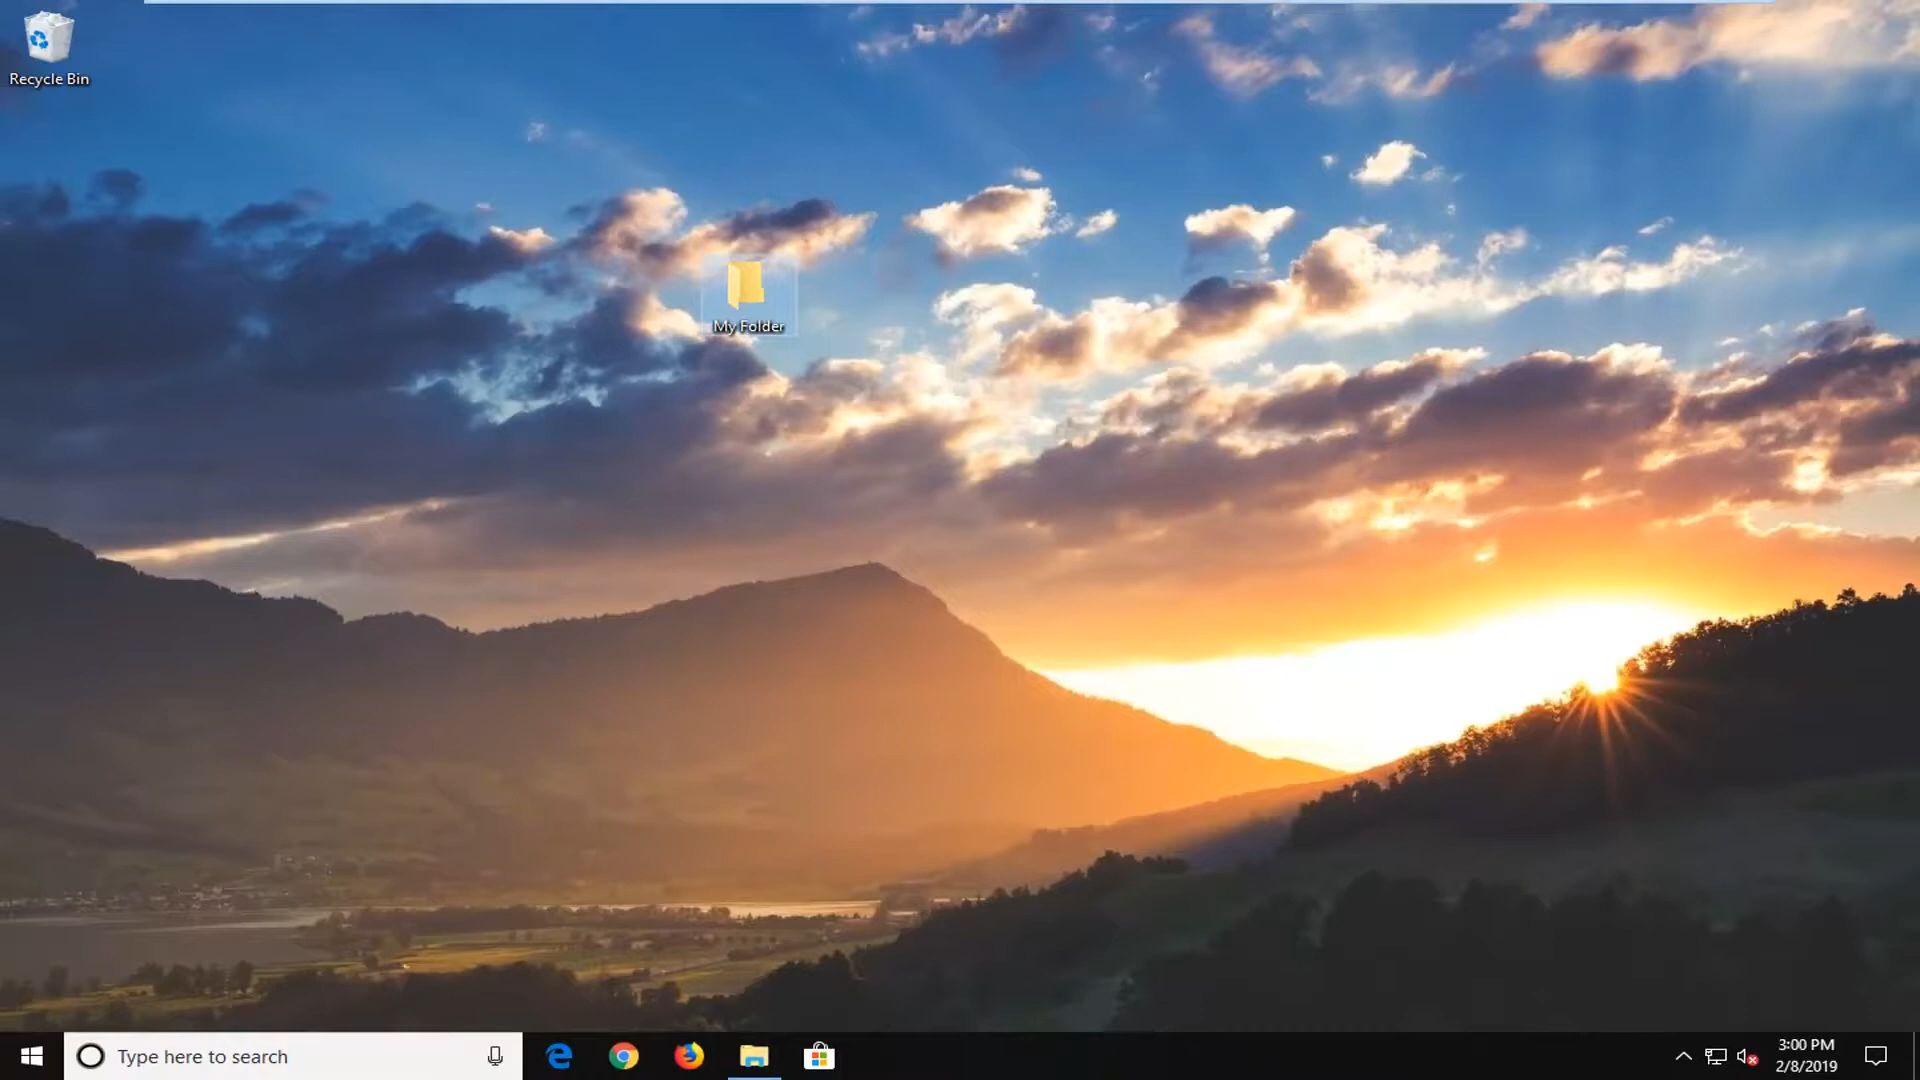 Recycle Bin
My Folder
Type here to search
3:00 PM
2/8/2019